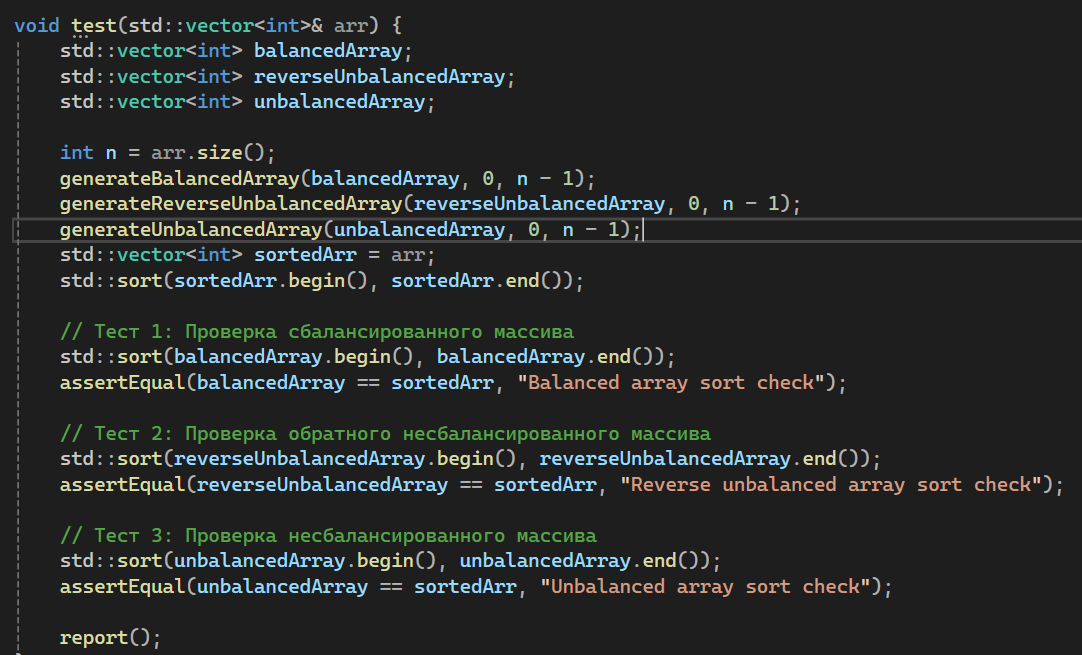 void test(std::vector<int>& arr) {
    std::vector<int> balancedArray;
    std::vector<int> reverseUnbalancedArray;
    std::vector<int> unbalancedArray;
    int n = arr.size();
    generateBalancedArray(balancedArray, 0, n - 1);
    generateReverseUnbalancedArray(reverseUnbalancedArray, 0, n - 1);
    generateUnbalancedArray(unbalancedArray, 0, n - 1);
    std::vector<int> sortedArr = arr;
    std::sort(sortedArr.begin(), sortedArr.end());
    // Тест 1: Проверка сбалансированного массива
    std::sort(balancedArray.begin(), balancedArray.end());
    assertEqual(balancedArray == sortedArr, "Balanced array sort check");
    // Тест 2: Проверка обратного несбалансированного массива
    std::sort(reverseUnbalancedArray.begin(), reverseUnbalancedArray.end());
    assertEqual(reverseUnbalancedArray == sortedArr, "Reverse unbalanced array sort check");
    // Тест 3: Проверка несбалансированного массива
    std::sort(unbalancedArray.begin(), unbalancedArray.end());
    assertEqual(unbalancedArray == sortedArr, "Unbalanced array sort check");
    report();